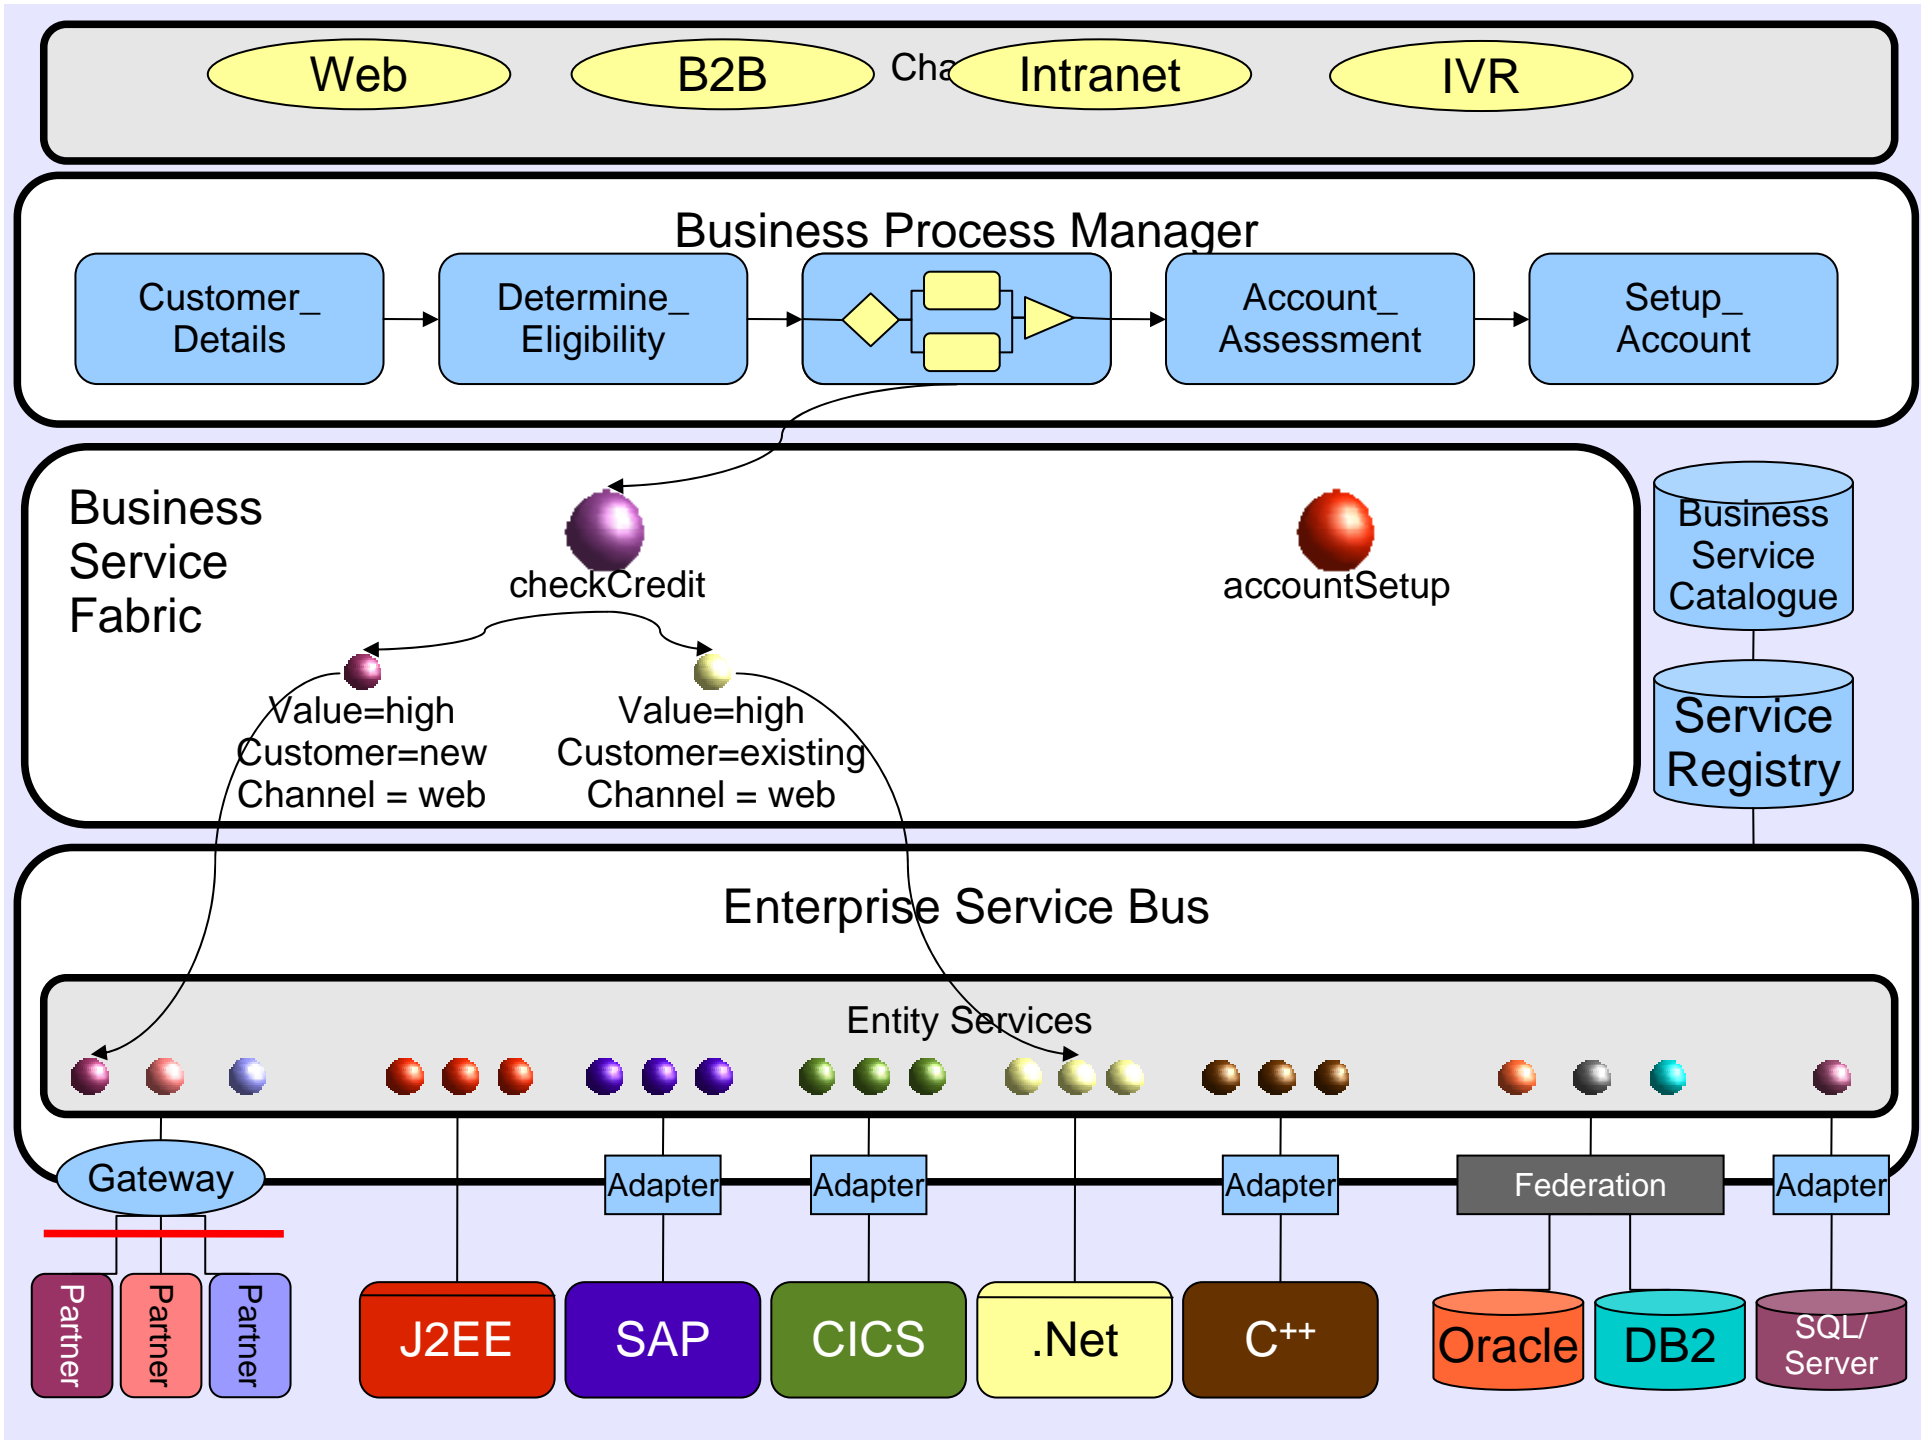 Web
B2B
Cha
Intranet
IVR
Business Process Manager
Customer_
Details
Determine_
Eligibility
Account_
Assessment
Setup_
Account
Business
Service
Fabric
checkCredit
accountSetup
Business
Service
Catalogue
Value=high
Customer=new
Channel = web
Value=high
Customer=existing
Channel = web
Service
Registry
Enterprise Service Bus
Entity Services
Gateway
Adapter
Adapter
Adapter
Federation
Adapter
Partner
Partner
Partner
J2EE
SAP
CICS
.Net
C++
Oracle
DB2
SQL/
Server